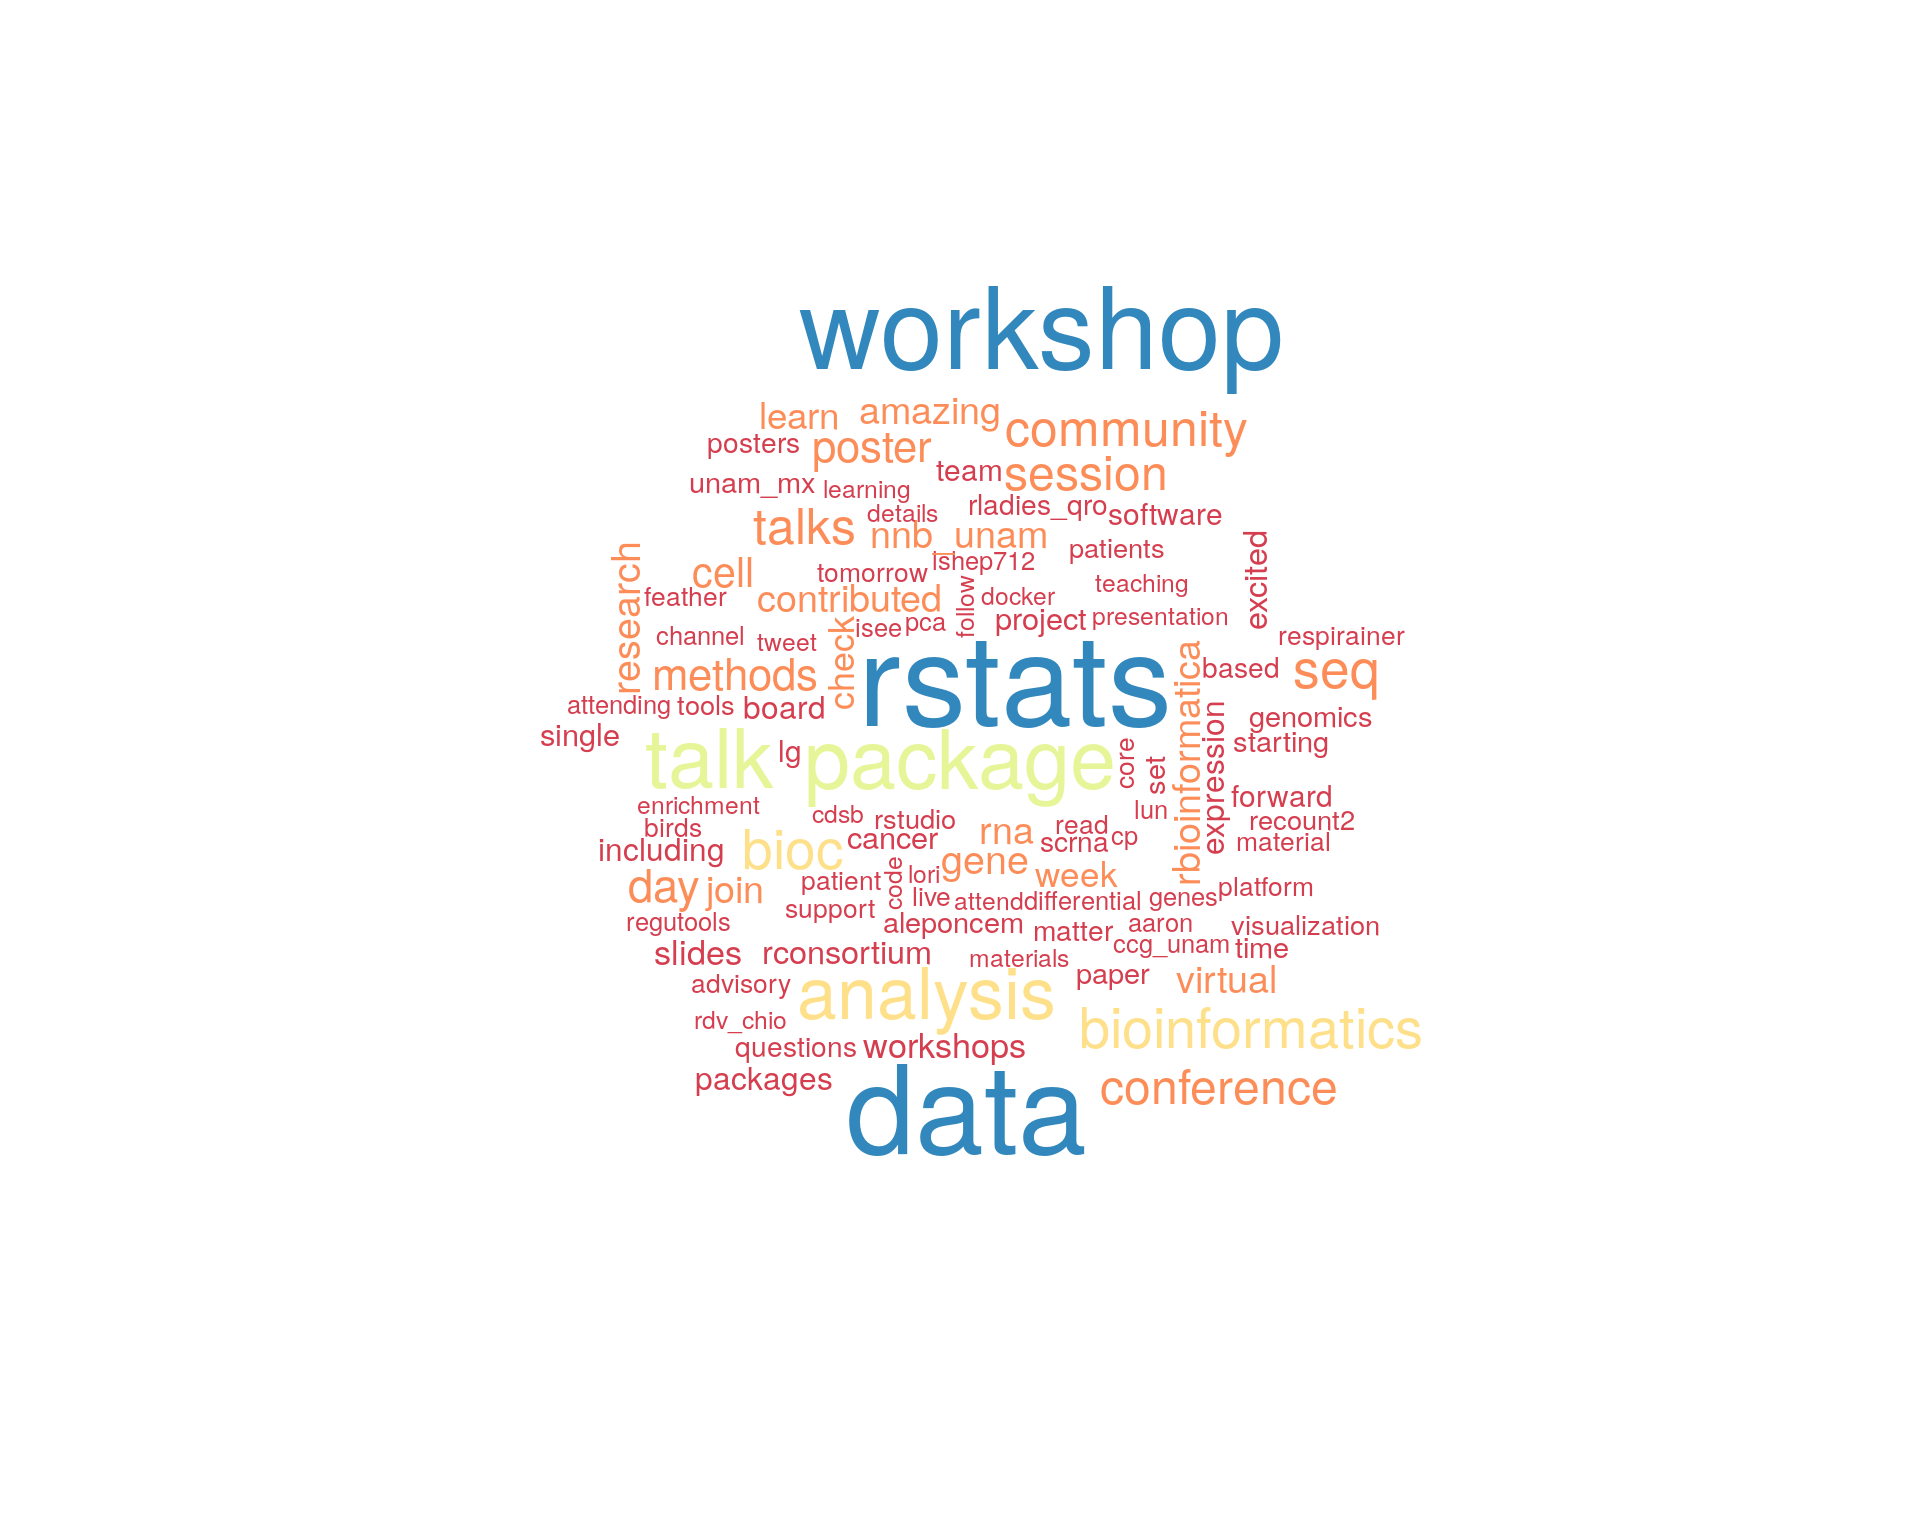 workshop
learn
amazing
community
posters
poster
team
session
unam_mx
learning
rladies_qro
software
details
talks
nnb_unam
patients
excited
research
cell
tomorrow
lshep712
feather
contributed
follow
docker
teaching
project
presentation
channel
tweet
check
isee
pca
respirainer
methods
rstats
rbioinformatica
based
seq
attending
tools
board
genomics
single
talk
lg
package
core
set
expression
starting
enrichment
cdsb
rstudio
lun
forward
birds
bioc
cancer
rna
read
scrna
cp
recount2
including
material
gene
day
join
patient
code
lori
week
platform
support
live
attend
differential
genes
regutools
aleponcem
matter
aaron
visualization
slides
rconsortium
materials
ccg_unam
time
advisory
analysis
paper
virtual
rdv_chio
bioinformatics
questions
workshops
packages
data
conference